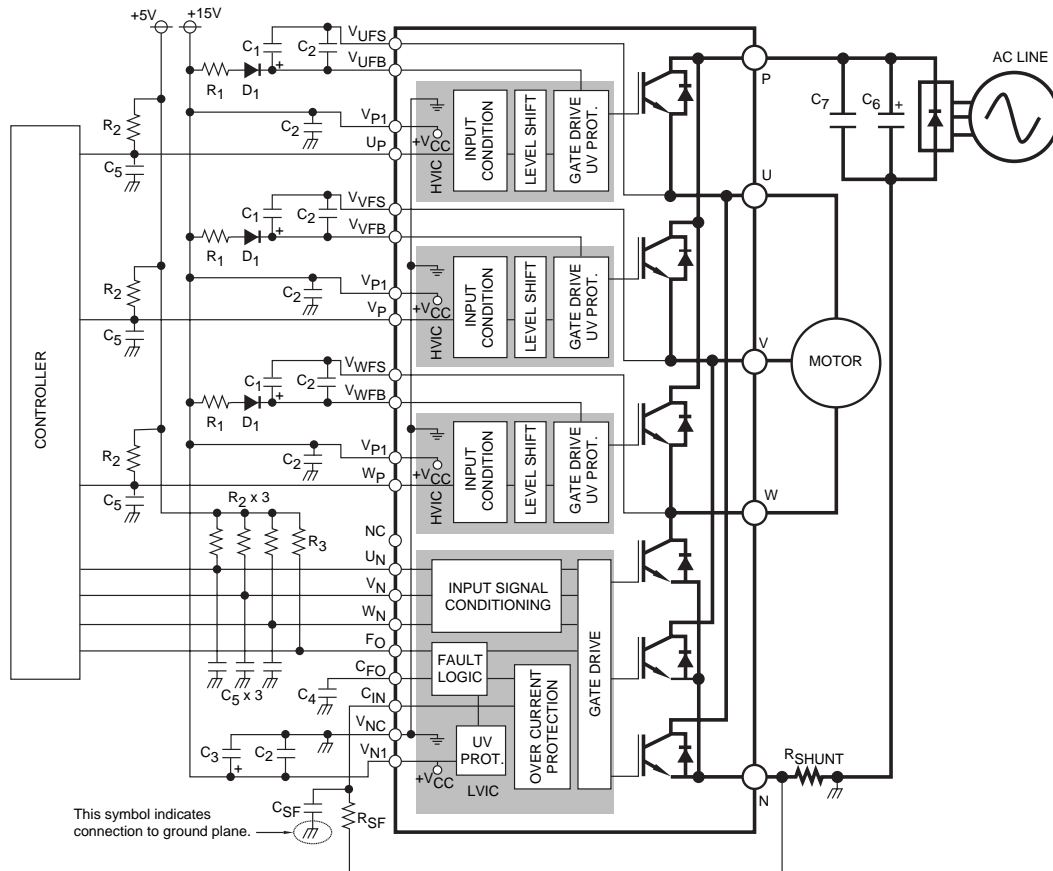 +5V
+15V
C1
+
C2
VUFS
VUFB
R1
D1
VP1
C2
R2
C5
UP
+VCC
HVIC
INPUT CONDITION
LEVEL SHIFT
GATE DRIVE
UV PROT.
P
C7
C6
+
AC LINE
U
C1
+
C2
VVFS
VVFB
R1
D1
VP1
C2
R2
C5
VP
+VCC
HVIC
INPUT CONDITION
LEVEL SHIFT
GATE DRIVE
UV PROT.
V
MOTOR
CONTROLLER
C1
+
C2
VWFS
VWFB
R1
D1
VP1
C2
R2
C5
WP
+VCC
HVIC
INPUT CONDITION
LEVEL SHIFT
GATE DRIVE
UV PROT.
W
R2 x 3
R3
NC
UN
VN
WN
FO
CFO
CIN
VNC
VN1
C5 x 3
C4
C3
+
C2
INPUT SIGNAL
CONDITIONING
FAULT
LOGIC
UV
PROT.
+VCC
LVIC
OVER CURRENT
PROTECTION
GATE DRIVE
RSHUNT
N
CSF
RSF
This symbol indicates
connection to ground plane.